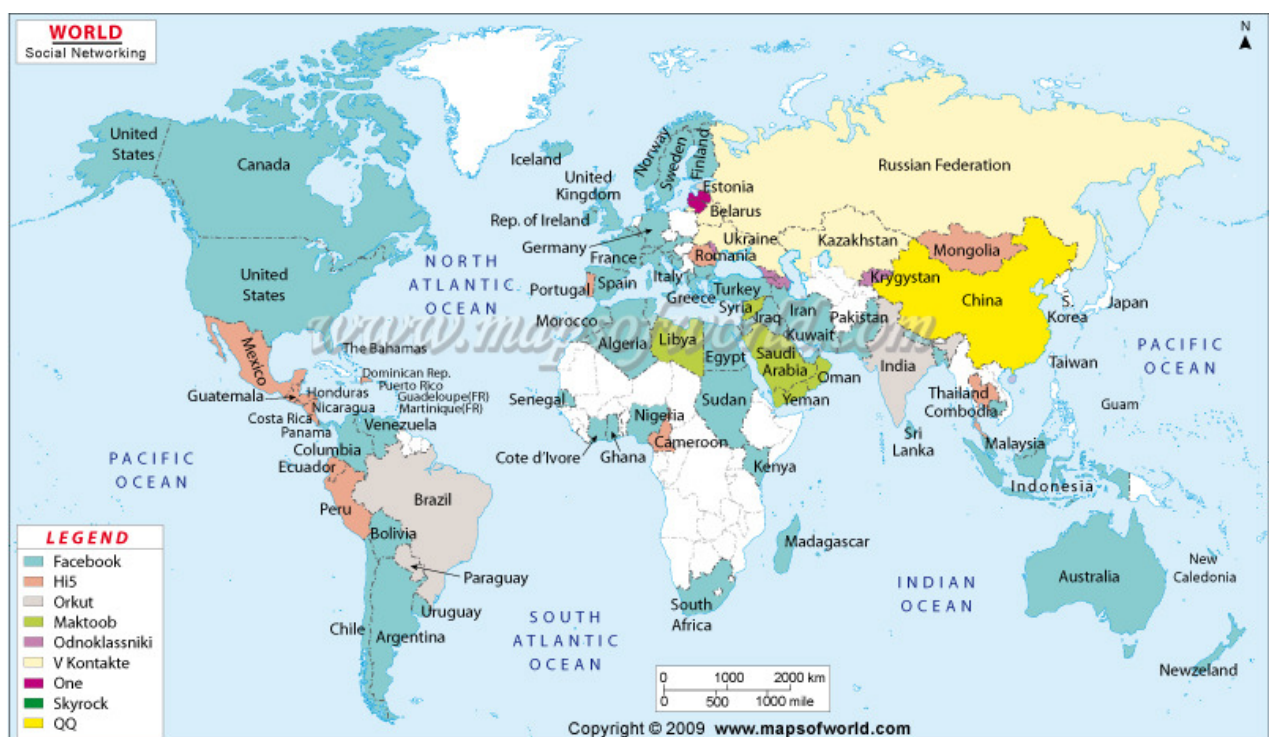 WORLD
Social Networking
N
United
States
Canada
Iceland
Norway
Sweden
Finland
Russian Federation
United
Kingdom
Estonia
Rep. of Ireland
Belarus
Germany
Ukraine
Kazakhstan
France
Romania
Mongolia
NORTH
ATLANTIC
OCEAN
United
States
Portugal
Spain
Italy
Greece
Turkey
Krygystan
China
Syria
Iraq
Iran
Kuwait
Pakistan
S.
Korea
Japan
Morocco
Algeria
Libya
Egypt
Saudi
Arabia
Oman
Yemen
India
Taiwan
PACIFIC
OCEAN
www.mapsofworld.com
Mexico
The Bahamas
Dominican Rep.
Puerto Rico
Guadeloupe(FR)
Martinique(FR)
Guatemala
Honduras
Nicaragua
Costa Rica
Panama
Venezuela
Columbia
Ecuador
Senegal
Nigeria
Sudan
Cameroon
Cote d'Ivore
Ghana
Kenya
Thailand
Combodia
Guam
Sri
Lanka
Malaysia
Indonesia
PACIFIC
OCEAN
Peru
Brazil
Bolivia
Paraguay
Uruguay
Chile
Argentina
Madagascar
South
Africa
SOUTH
ATLANTIC
OCEAN
INDIAN
OCEAN
Australia
New
Caledonia
Newzeland
LEGEND
Facebook
Hi5
Orkut
Maktoob
Odnoklassniki
V Kontakte
One
Skyrock
QQ
0 1000 2000 km
0 500 1000 mile
Copyright © 2009 www.mapsofworld.com